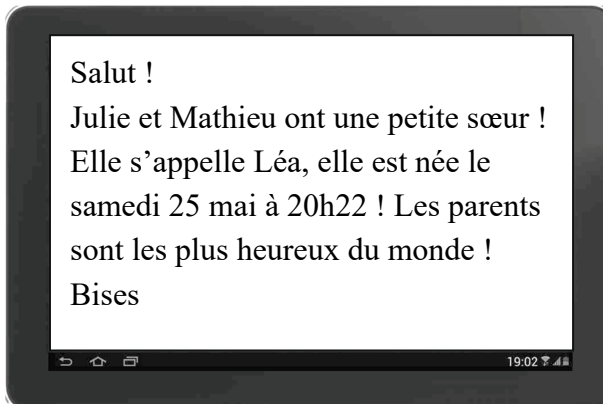 Salut !
Julie et Mathieu ont une petite sœur !
Elle s’appelle Léa, elle est née le
samedi 25 mai à 20h22 ! Les parents
sont les plus heureux du monde !
Bises
19:02